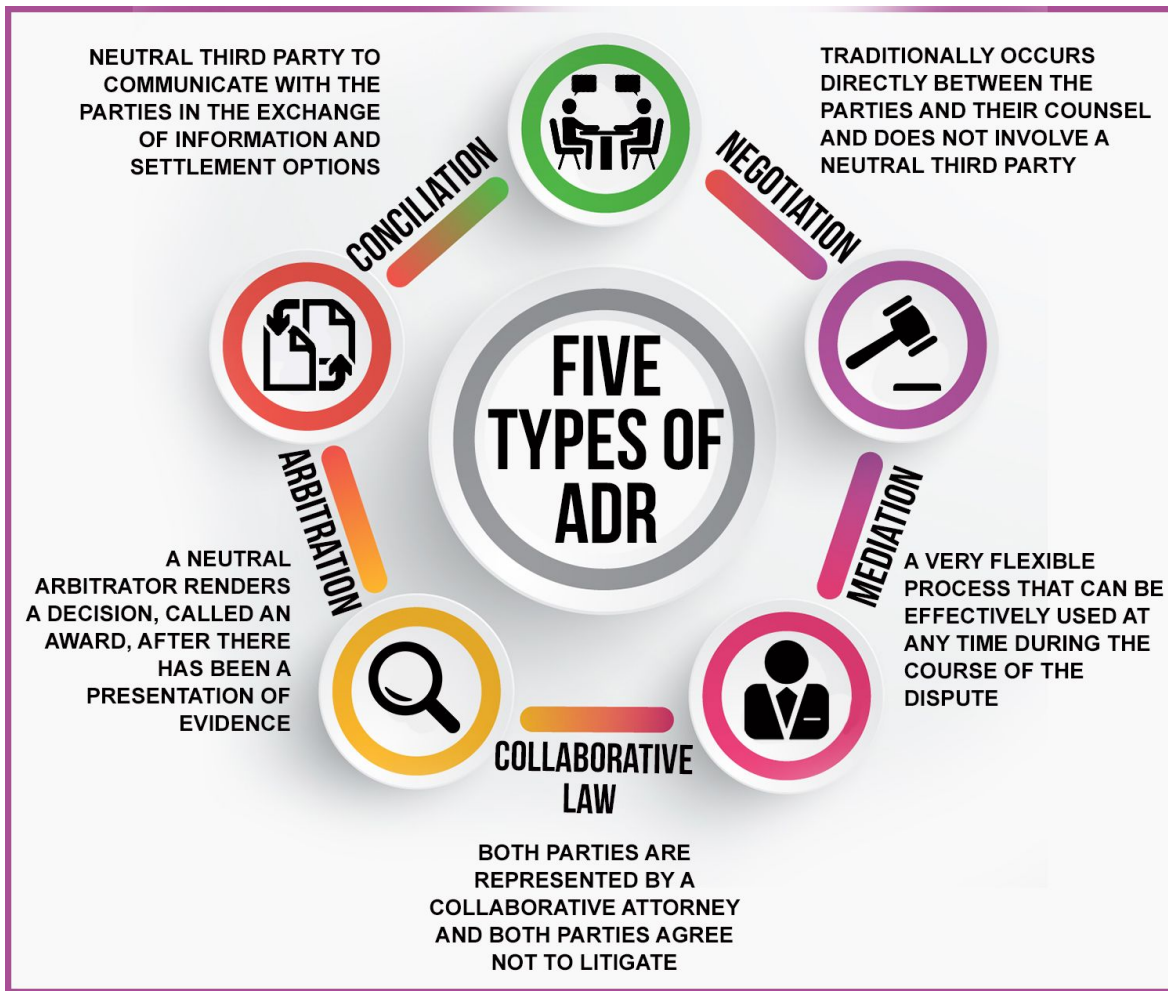 NEUTRAL THIRD PARTY TO
COMMUNICATE WITH THE
PARTIES IN THE EXCHANGE
OF INFORMATION AND
SETTLEMENT OPTIONS
CONCILIATION
TRADITIONALLY OCCURS
DIRECTLY BETWEEN THE
PARTIES AND THEIR COUNSEL
AND DOES NOT INVOLVE A
NEUTRAL THIRD PARTY
NEGOTIATION
FIVE
TYPES OF
ADR
ARBITRATION
A NEUTRAL
ARBITRATOR RENDERS
A DECISION, CALLED AN
AWARD, AFTER THERE
HAS BEEN A
PRESENTATION OF
EVIDENCE
MEDIATION
A VERY FLEXIBLE
PROCESS THAT CAN BE
EFFECTIVELY USED AT
ANY TIME DURING THE
COURSE OF THE
DISPUTE
COLLABORATIVE
LAW
BOTH PARTIES ARE
REPRESENTED BY A
COLLABORATIVE ATTORNEY
AND BOTH PARTIES AGREE
NOT TO LITIGATE